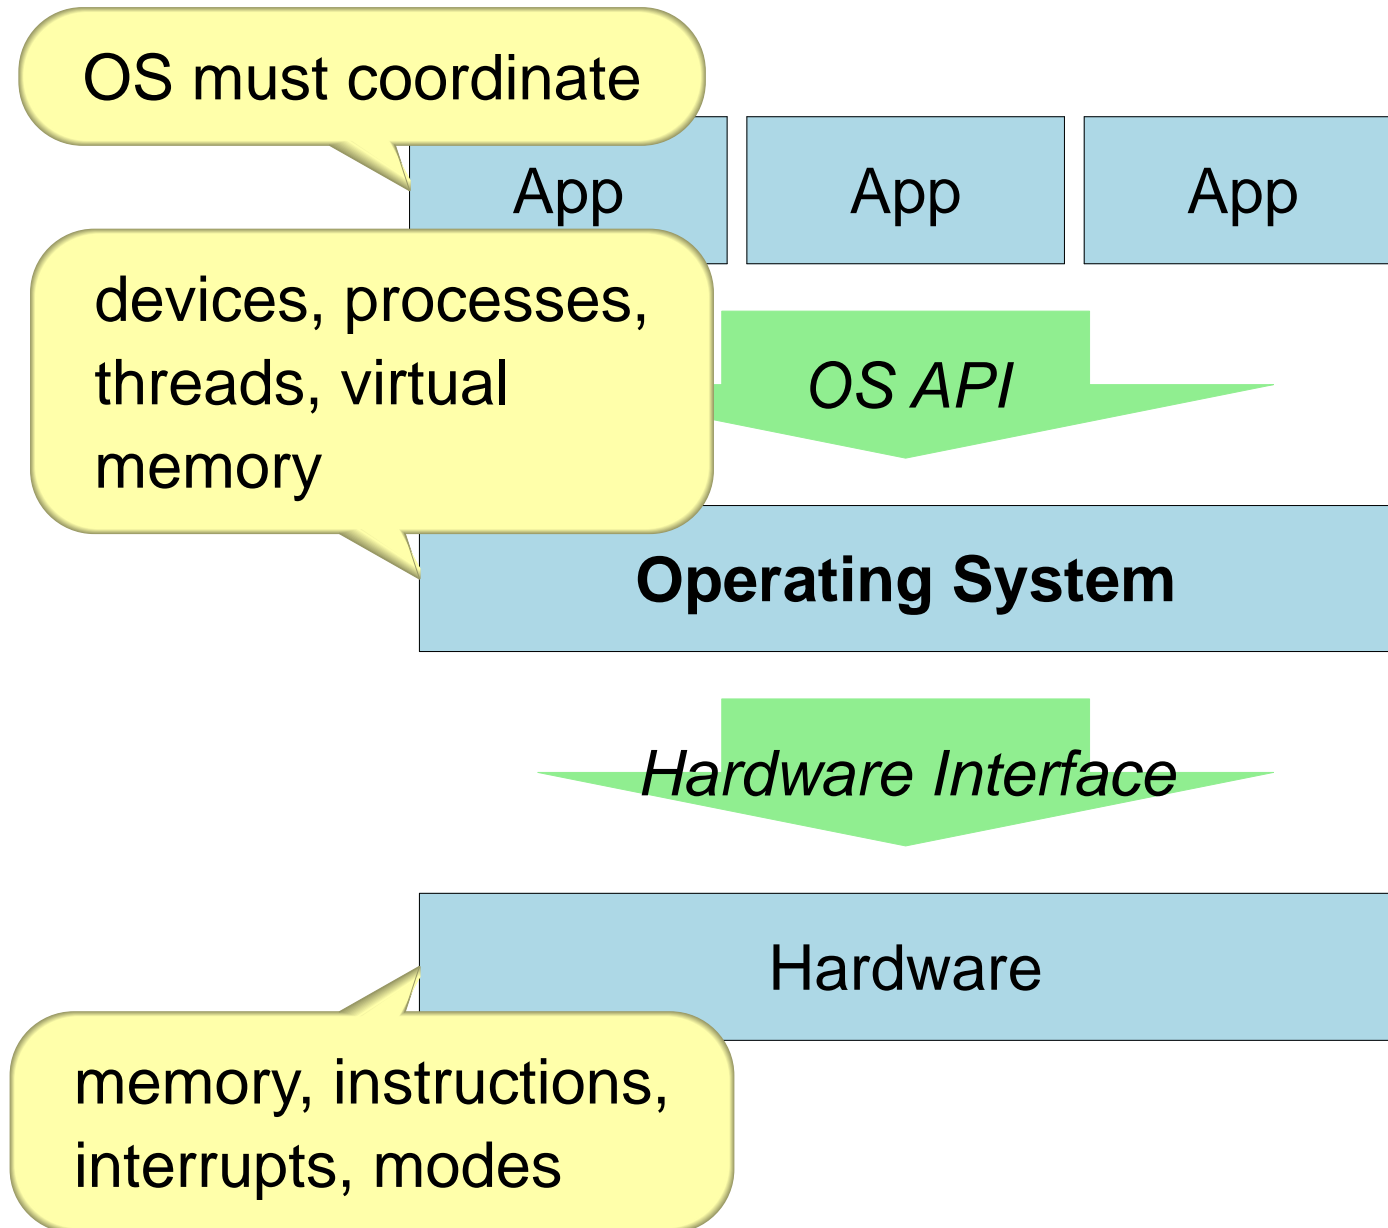 OS must coordinate
App App App
devices, processes,
threads, virtual
memory
OS API
Operating System
Hardware Interface
Hardware
memory, instructions,
interrupts, modes